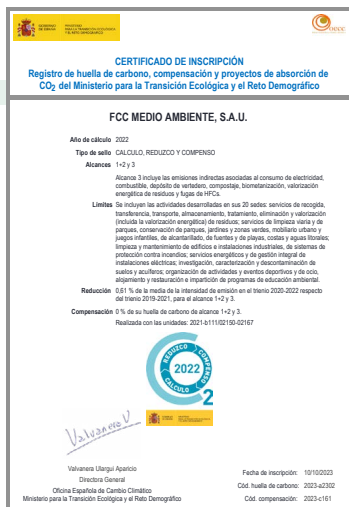 GOBIERNO DE ESPAÑA
MINISTERIO PARA LA TRANSICIÓN ECOLÓGICA Y EL RETO DEMOGRÁFICO
oecc
CERTIFICADO DE INSCRIPCIÓN
Registro de huella de carbono, compensación y proyectos de absorción de
CO2 del Ministerio para la Transición Ecológica y el Reto Demográfico
FCC MEDIO AMBIENTE, S.A.U.
Año de cálculo 2022
Tipo de sello CALCULO, REDUZCO Y COMPENSO
Alcances 1+2 y 3
Alcance 3 incluye las emisiones indirectas asociadas al consumo de electricidad,
combustible, depósito de vertedero, compostaje, biometanización, valorización
energética de residuos y fugas de HFCs.
Límites Se incluyen las actividades desarrolladas en sus 20 sedes: servicios de recogida,
transferencia, transporte, almacenamiento, tratamiento, eliminación y valorización
(incluida la valorización energética) de residuos; servicios de limpieza viaria y de
parques, conservación de parques, jardines y zonas verdes, mobiliario urbano y
juegos infantiles, de alcantarillado, de fuentes y de playas, costas y aguas litorales;
limpieza y mantenimiento de edificios e instalaciones industriales, de sistemas de
protección contra incendios; servicios energéticos y de gestión integral de
instalaciones eléctricas; investigación, caracterización y descontaminación de
suelos y acuíferos; organización de actividades y eventos deportivos y de ocio,
alojamiento y restauración e impartición de programas de educación ambiental.
Reducción 0,61 % de la media de la intensidad de emisión en el trienio 2020-2022 respecto
del trienio 2019-2021, para el alcance 1+2 y 3.
Compensación 0 % de su huella de carbono de alcance 1+2 y 3.
Realizada con las unidades: 2021-b111/02150-02167
REDUZCO COMPENSO
2022
CALCULO
2
Valvanera U
Valvanera Ulargui Aparicio
Directora General
Oficina Española de Cambio Climático
Ministerio para la Transición Ecológica y el Reto Demográfico
Fecha de inscripción: 10/10/2023
Cód. huella de carbono: 2023-a2302
Cód. compensación: 2023-c161